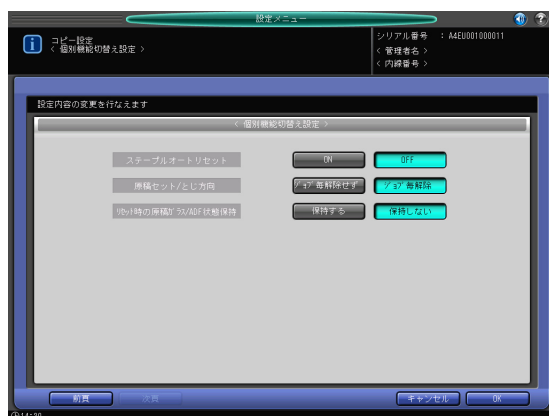 設定メニュー
コピー設定
< 個別機能切替え設定 >
シリアル番号 : A4EU001000011
< 管理者名 >
< 内線番号 >
設定内容の変更を行なえます
< 個別機能切替え設定 >
ステープルオートリセット ON OFF
原稿セット/とじ方向 ジョブ毎解除せず ジョブ毎解除
リセット時の原稿ガラス/ADF状態保持 保持する 保持しない
前頁 次頁 キャンセル OK
14:20